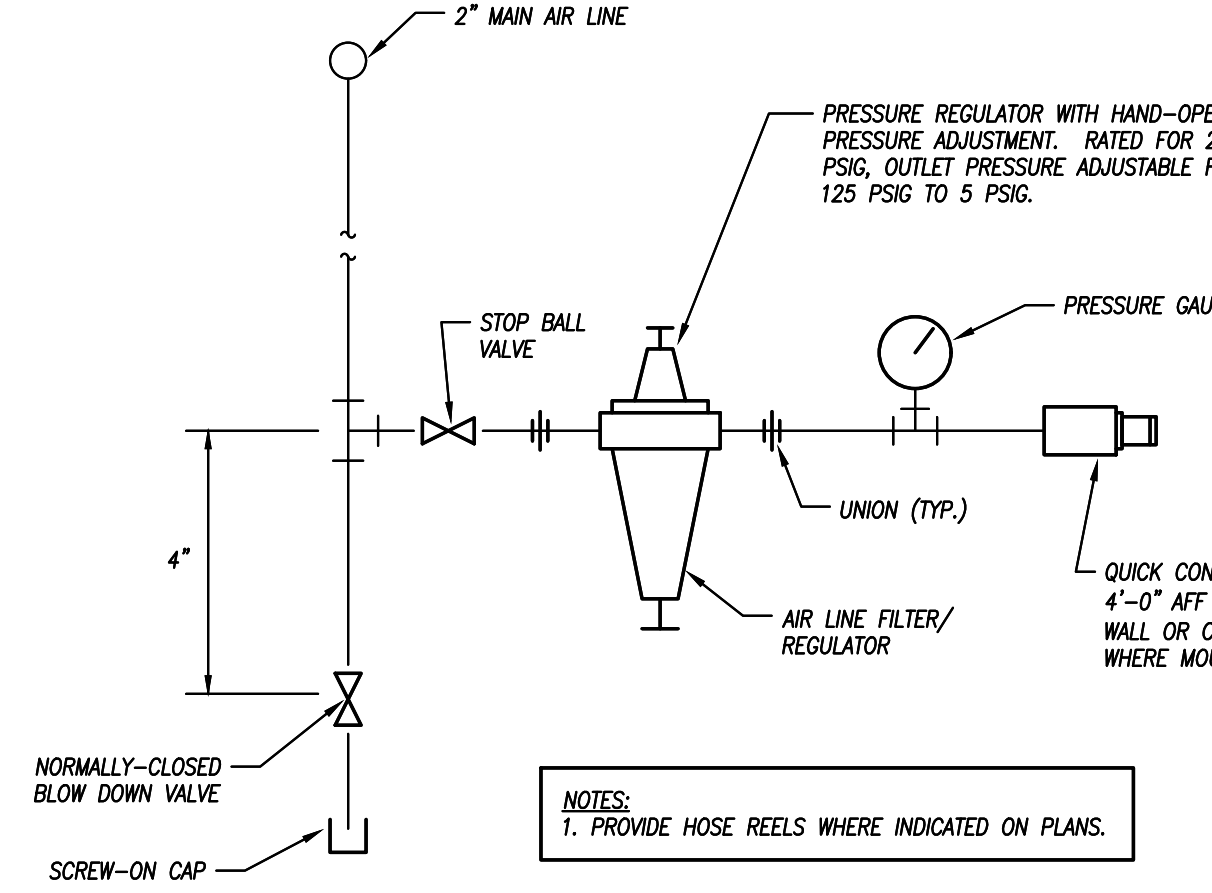 2" MAIN AIR LINE
PRESSURE REGULATOR WITH HAND-OPE
PRESSURE ADJUSTMENT. RATED FOR 2
PSIG, OUTLET PRESSURE ADJUSTABLE F
125 PSIG TO 5 PSIG.
PRESSURE GAU
STOP BALL
VALVE
UNION (TYP.)
4"
QUICK CON
4'-0" AFF
WALL OR C
WHERE MOU
AIR LINE FILTER/
REGULATOR
NORMALLY-CLOSED
BLOW DOWN VALVE
NOTES:
1. PROVIDE HOSE REELS WHERE INDICATED ON PLANS.
SCREW-ON CAP